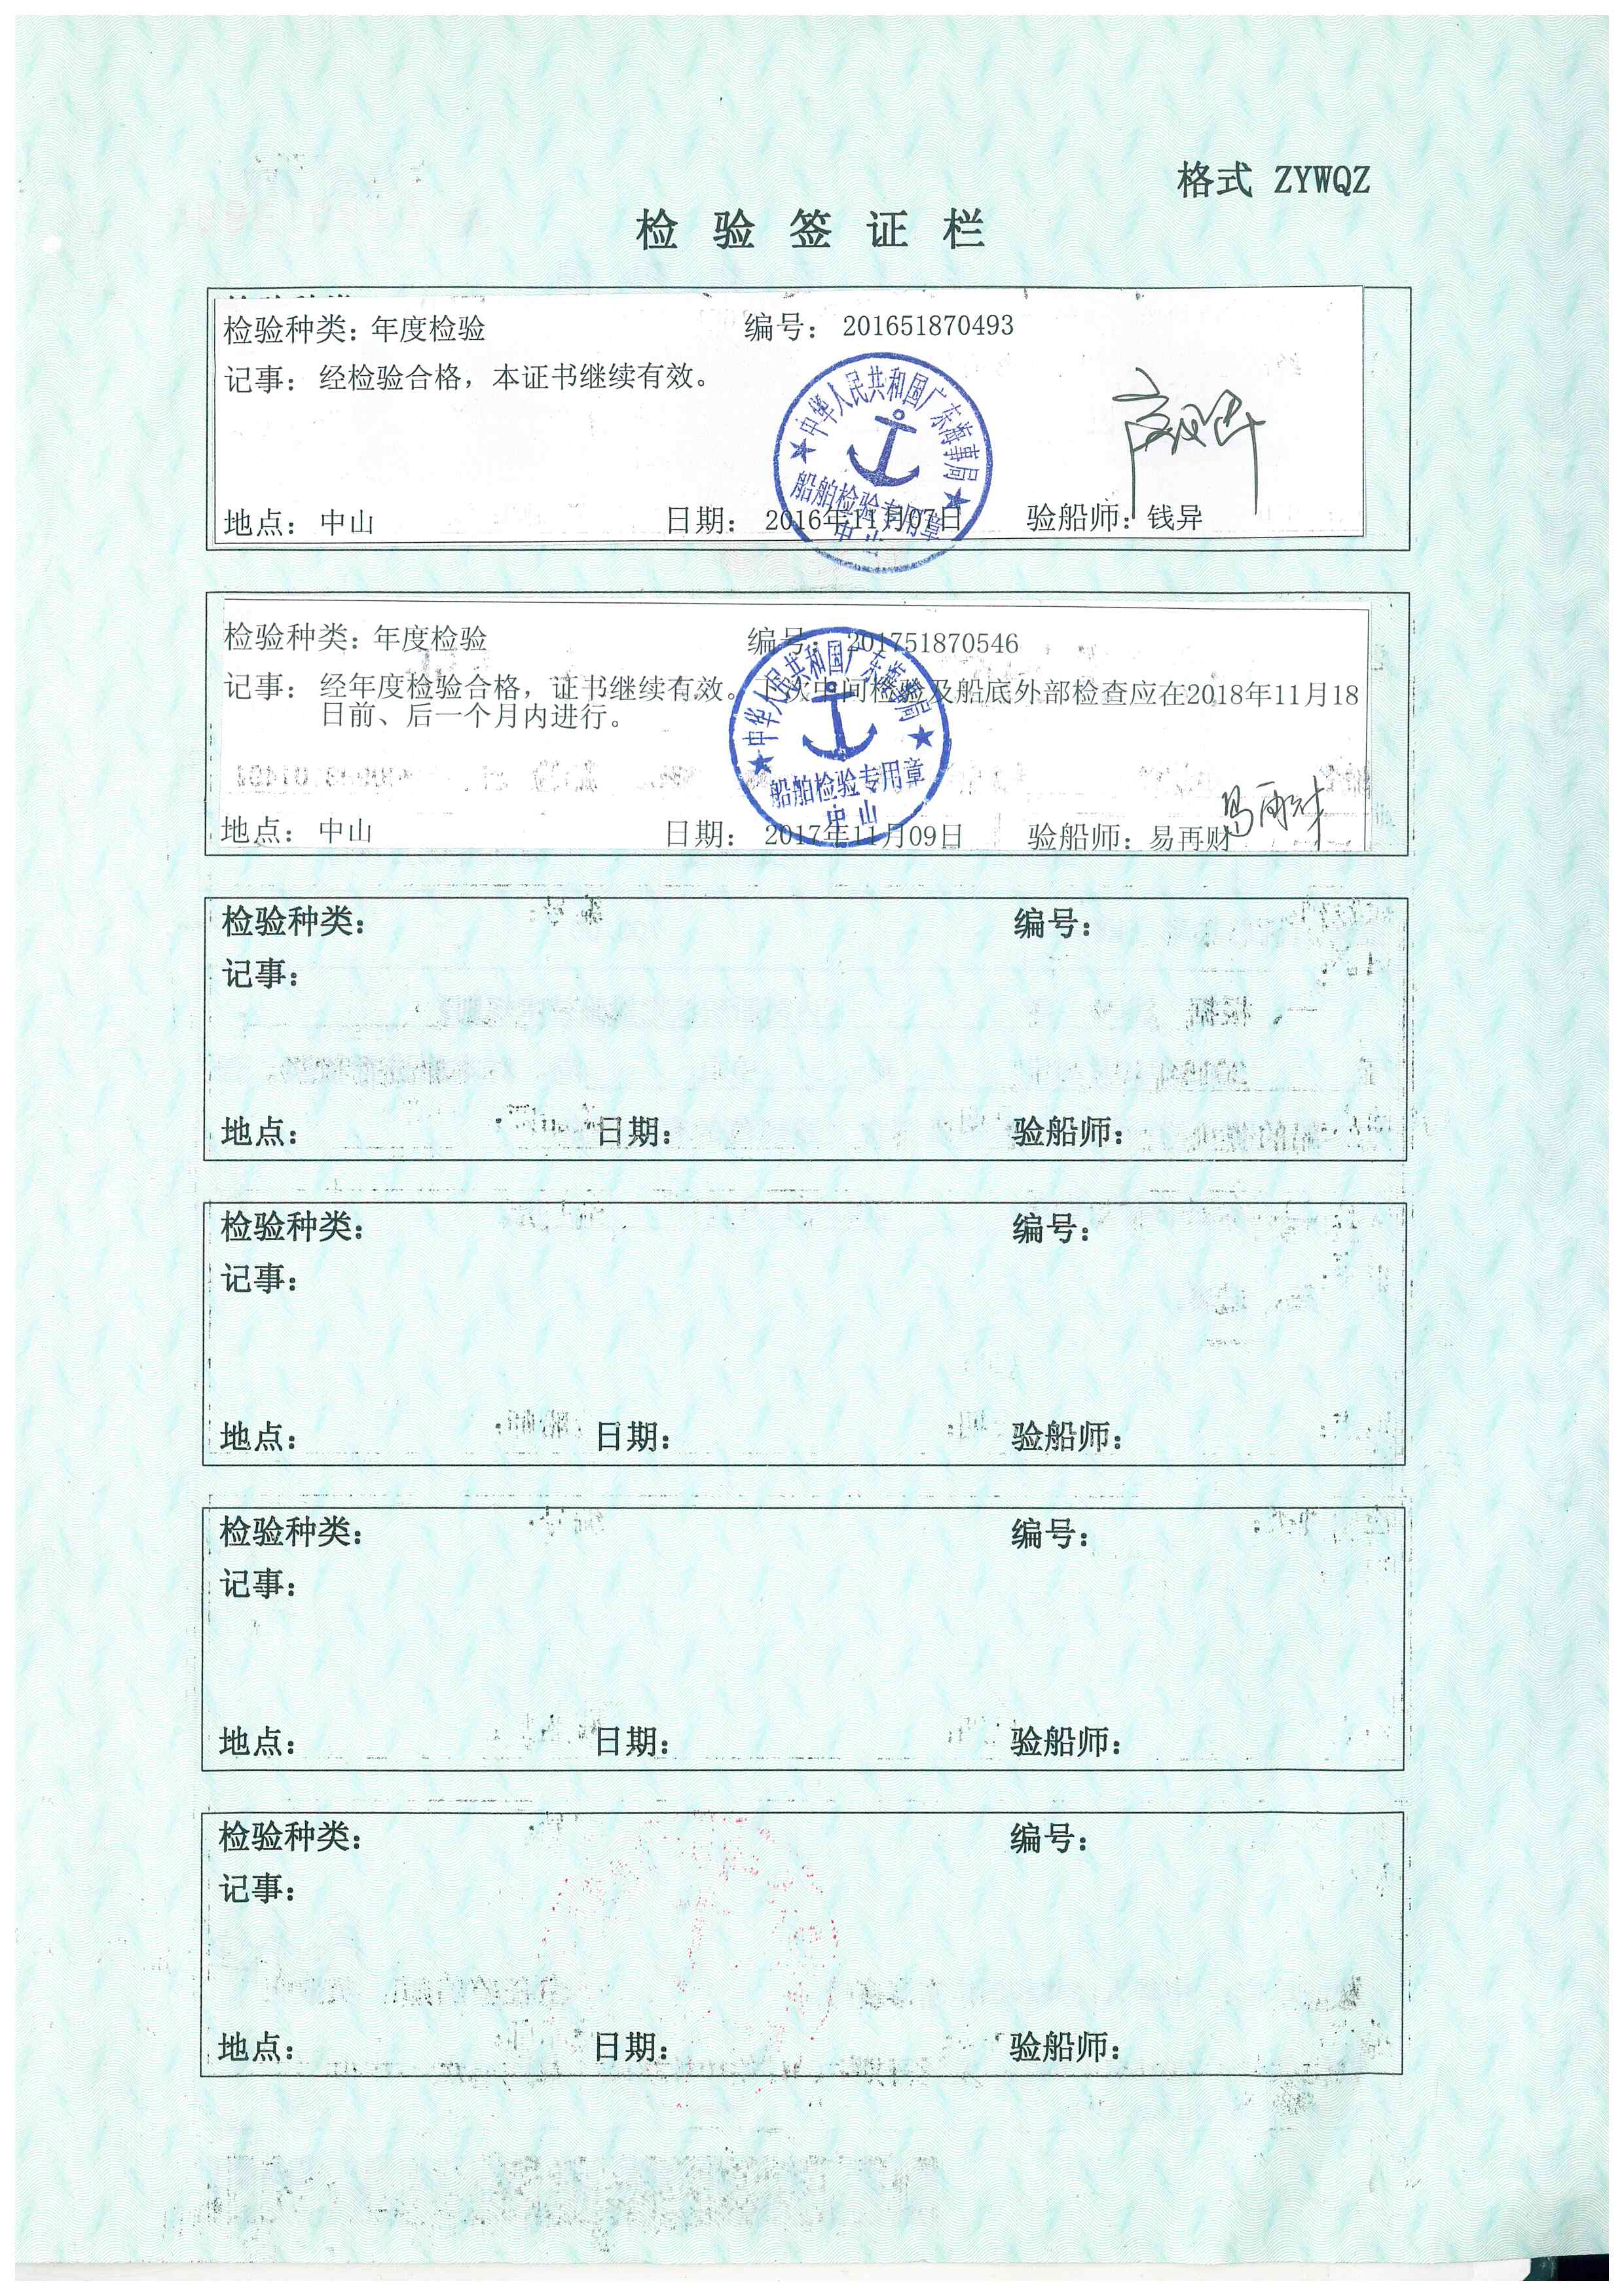 格式 ZYWQZ
检验签证栏
检验种类：年度检验 编号：201651870493
记事：经检验合格，本证书继续有效。
中华人民共和国广东海事局
船舶检验专用章
中山
地点：中山 日期：2016年11月07日 验船师：钱异
检验种类：年度检验 编号：201751870546
记事：经年度检验合格，证书继续有效。下次中间检验及船底外部检查应在2018年11月18
日前、后一个月内进行。
中华人民共和国广东海事局
船舶检验专用章
中山
易再财
地点：中山 日期：2017年11月09日 验船师：易再财
检验种类： 编号：
记事：
地点： 日期： 验船师：
检验种类： 编号：
记事：
地点： 日期： 验船师：
检验种类： 编号：
记事：
地点： 日期： 验船师：
检验种类： 编号：
记事：
地点： 日期： 验船师：